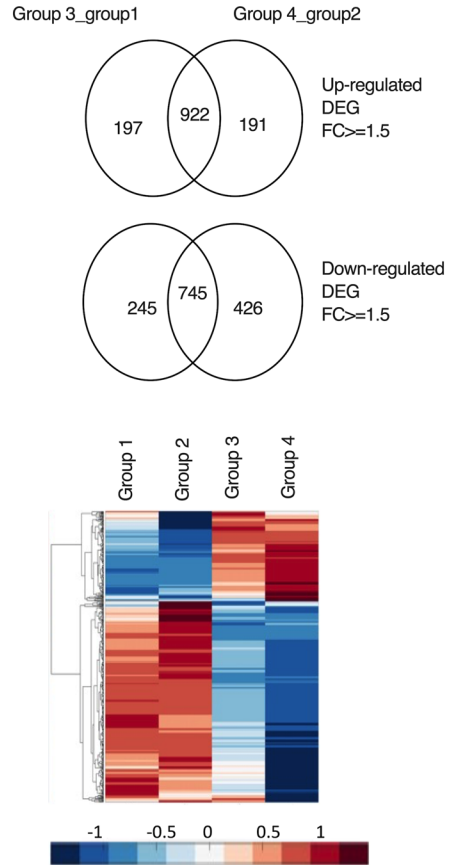 Group 3_group1 Group 4_group2
197 922 191
Up-regulated
DEG
FC>=1.5
245 745 426
Down-regulated
DEG
FC>=1.5
Group 1 Group 2 Group 3 Group 4
-1 -0.5 0 0.5 1